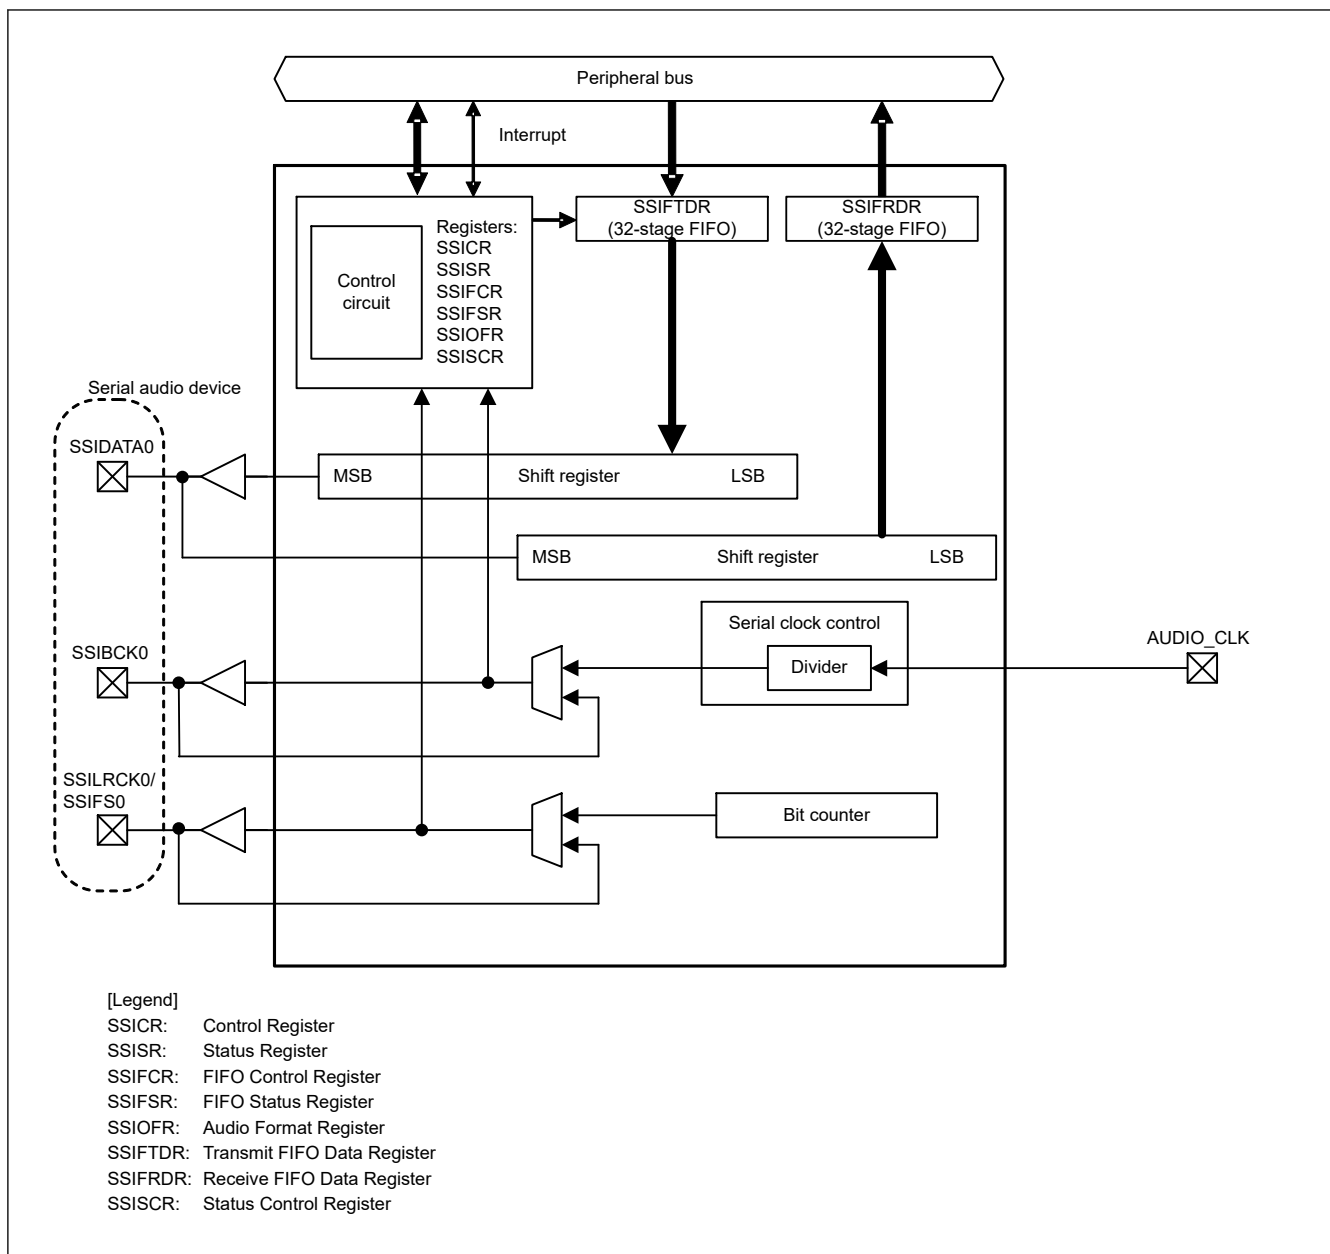 Peripheral bus
Interrupt
SSIFTDR
(32-stage FIFO)
SSIFRDR
(32-stage FIFO)
Control
circuit
Registers:
SSICR
SSISR
SSIFCR
SSIFSR
SSIOFR
SSISCR
Serial audio device
SSIDATA0
MSB Shift register LSB
MSB Shift register LSB
Serial clock control
Divider
AUDIO_CLK
SSIBCK0
SSILRCK0/
SSIFS0
Bit counter
[Legend]
SSICR: Control Register
SSISR: Status Register
SSIFCR: FIFO Control Register
SSIFSR: FIFO Status Register
SSIOFR: Audio Format Register
SSIFTDR: Transmit FIFO Data Register
SSIFRDR: Receive FIFO Data Register
SSISCR: Status Control Register